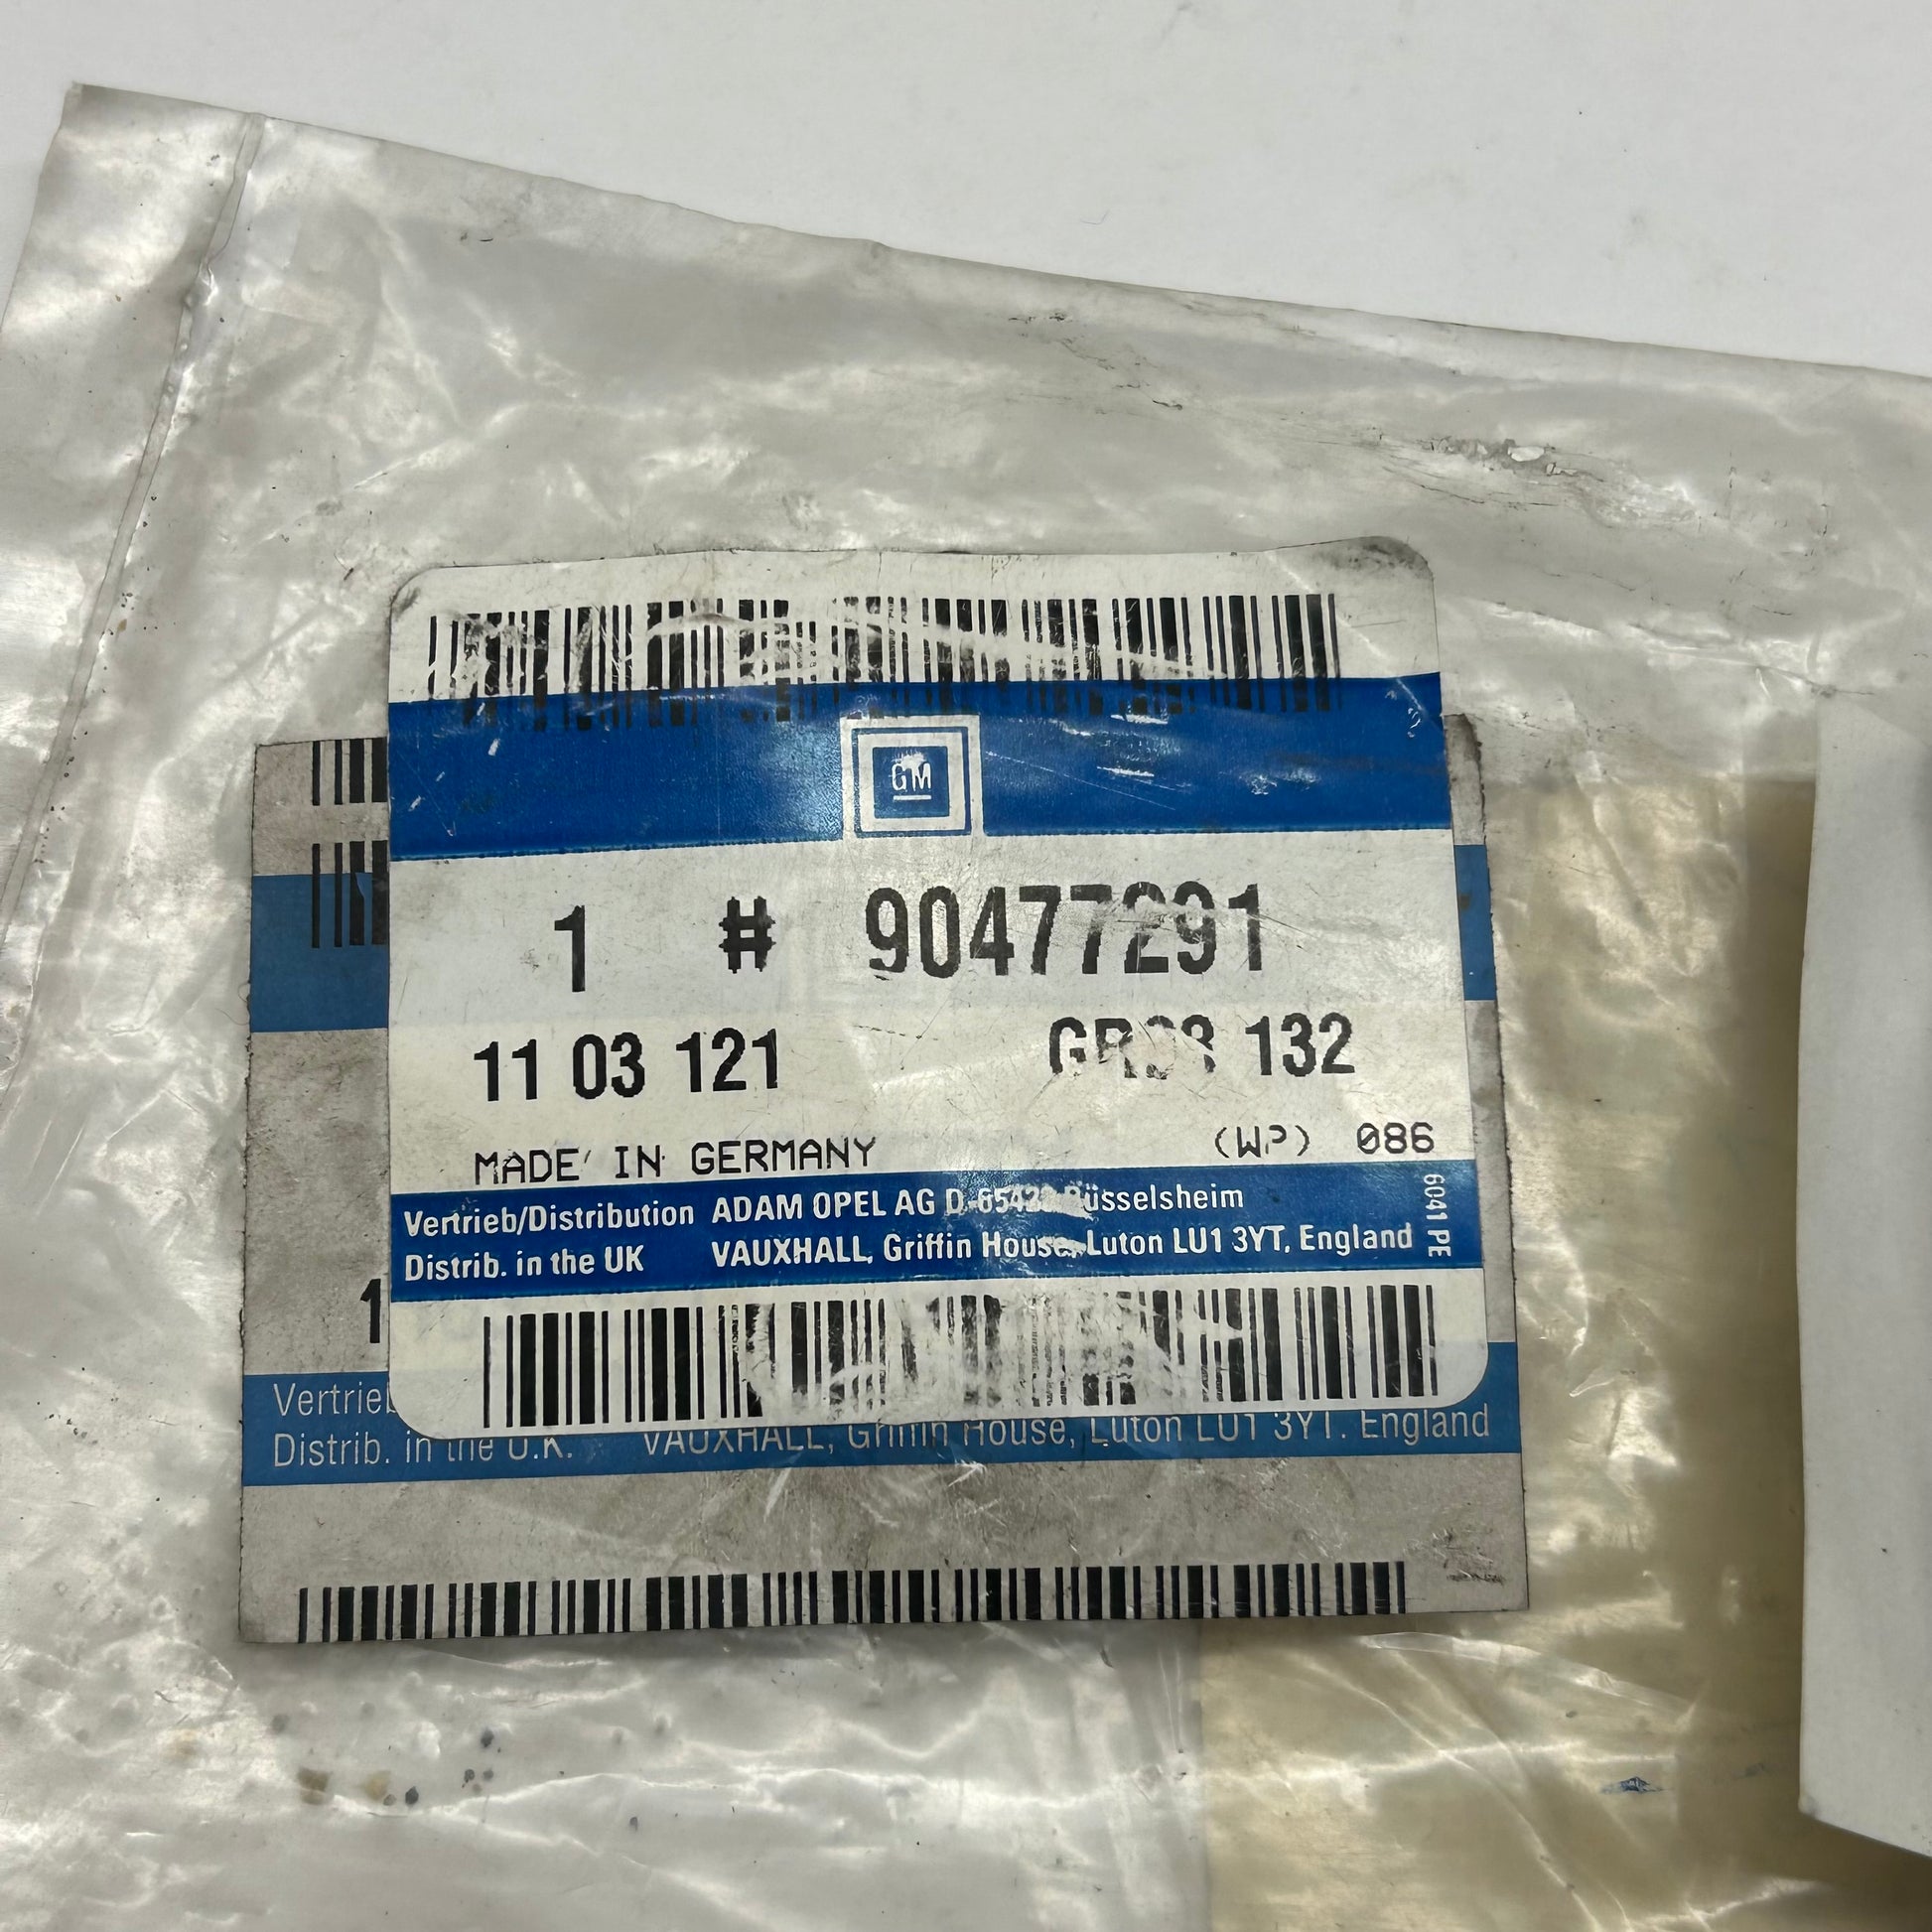 GM
1 # 90477291
11 03 121 132
MADE IN GERMANY (WP) 086
Vertrieb/Distribution ADAM OPEL AG
Distrib. in the UK VAUXHALL, Griffin House, Luton LU1 3YT, England
6041 PE
1
Distrib. in the U.K. VAUXHALL, Griffin House, Luton LU1 3YT. England